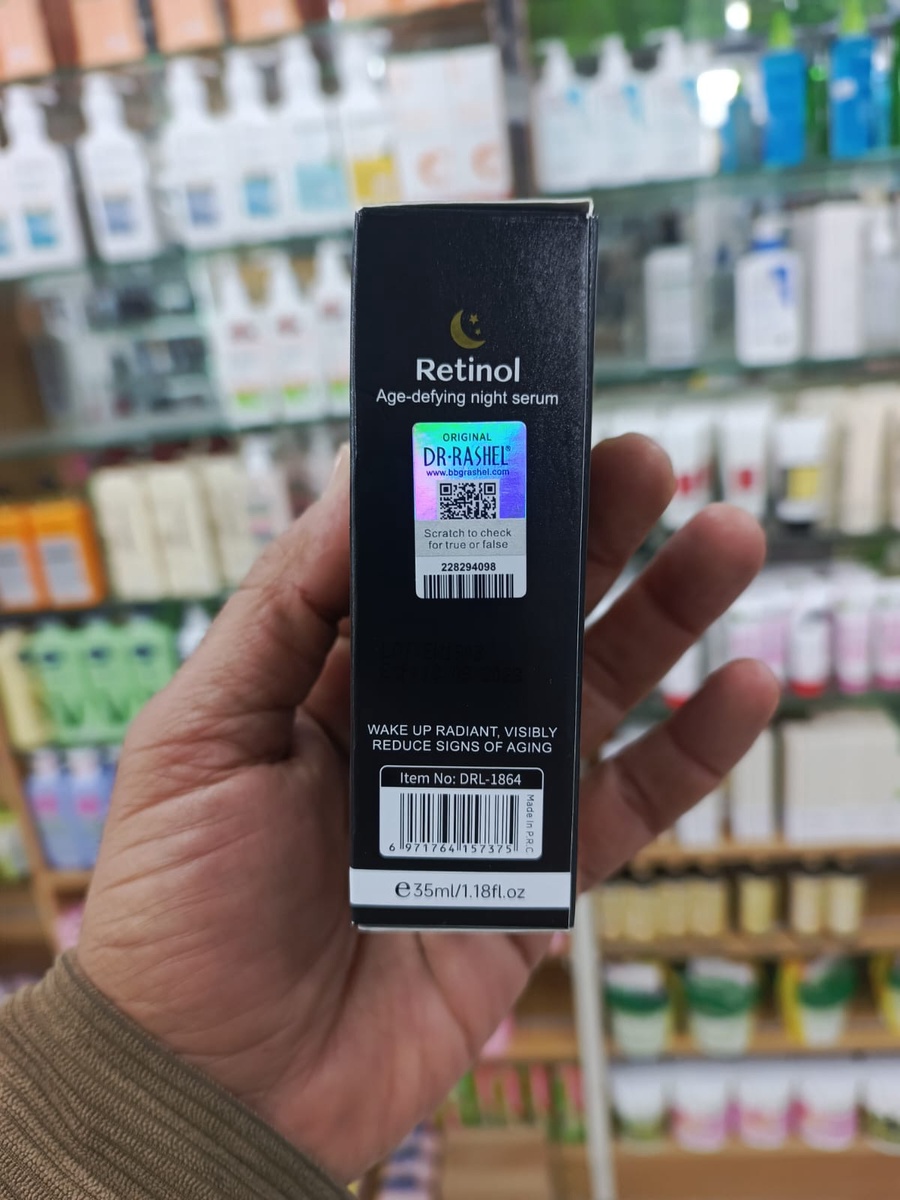 Retinol
Age-defying night serum
ORIGINAL
DR·RASHEL®
www.bbgrashel.com
Scratch to check
for true or false
228294098
WAKE UP RADIANT, VISIBLY
REDUCE SIGNS OF AGING
Item No: DRL-1864
Made In P.R.C
6 971764 157375
℮35ml/1.18fl.oz